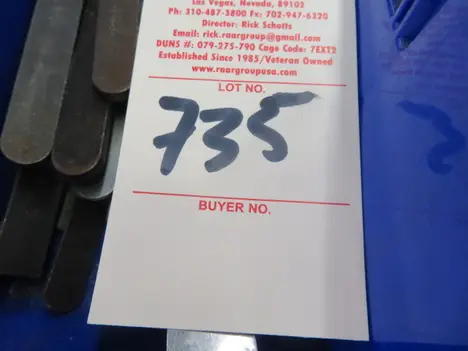 Las Vegas, Nevada, 89102
Ph: 310-487-3800 Fx: 702-947-6320
Director: Rick Schotts
Email: rick.raargroup@gmail.com
DUNS #: 079-275-790 Cage Code: 7EXT2
Established Since 1985/Veteran Owned
www.raargroupusa.com
LOT NO.
735
BUYER NO.